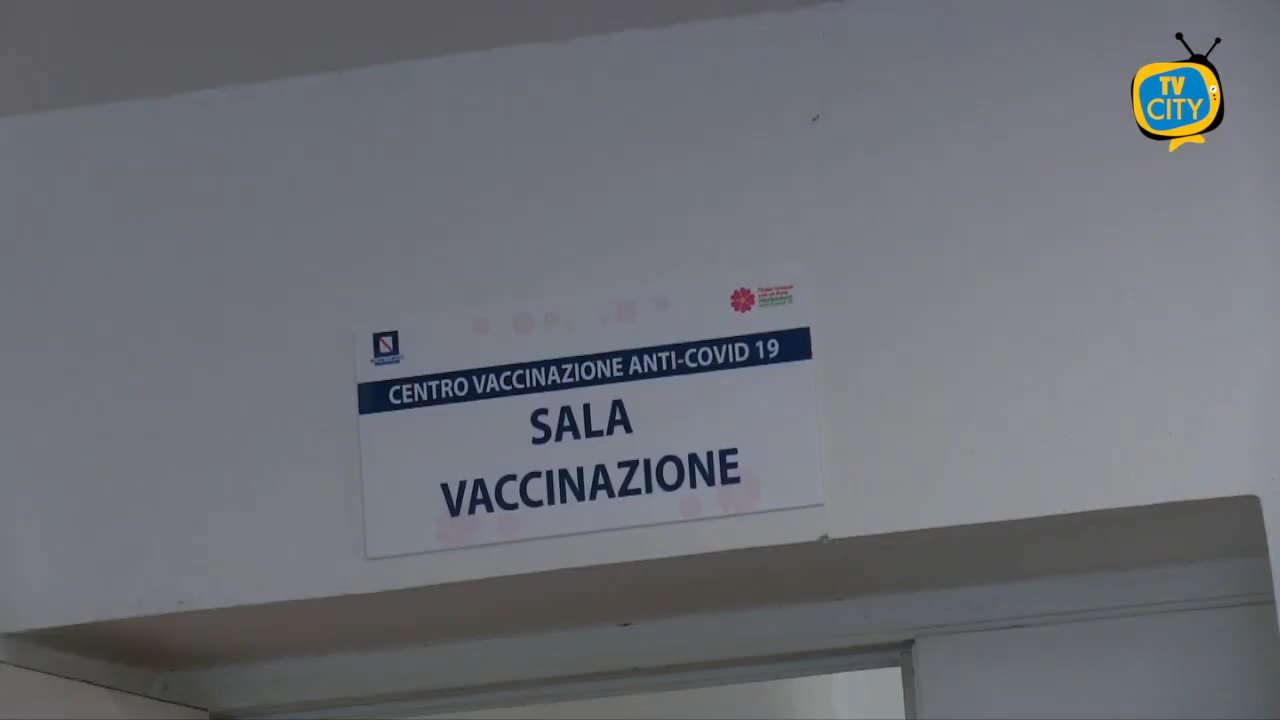 TV
CITY
CENTRO VACCINAZIONE ANTI-COVID 19
SALA
VACCINAZIONE